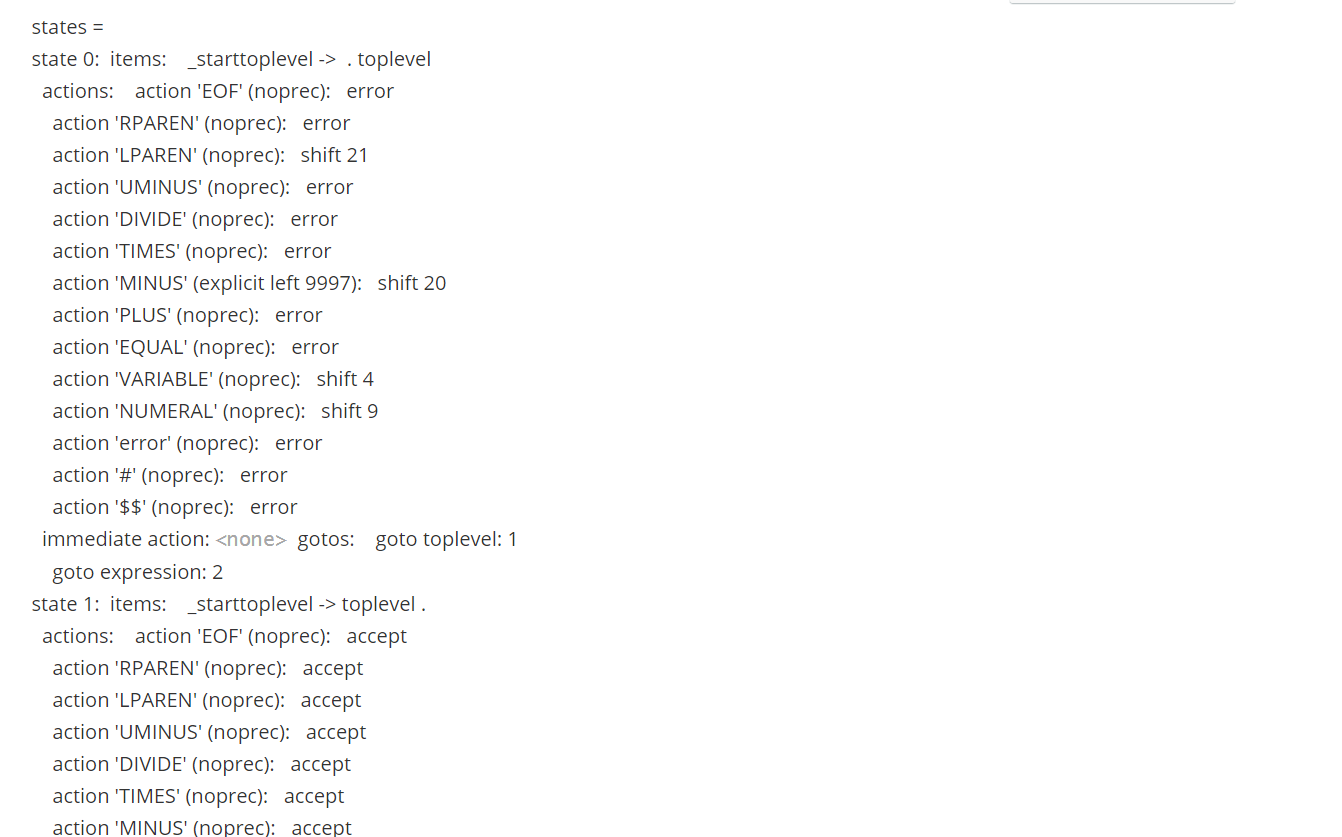 states =
state 0: items: _starttoplevel -> . toplevel
actions: action 'EOF' (noprec): error
action 'RPAREN' (noprec): error
action 'LPAREN' (noprec): shift 21
action 'UMINUS' (noprec): error
action 'DIVIDE' (noprec): error
action 'TIMES' (noprec): error
action 'MINUS' (explicit left 9997): shift 20
action 'PLUS' (noprec): error
action 'EQUAL' (noprec): error
action 'VARIABLE' (noprec): shift 4
action 'NUMERAL' (noprec): shift 9
action 'error' (noprec): error
action '#' (noprec): error
action '$$' (noprec): error
immediate action: <none> gotos: goto toplevel: 1
goto expression: 2
state 1: items: _starttoplevel -> toplevel .
actions: action 'EOF' (noprec): accept
action 'RPAREN' (noprec): accept
action 'LPAREN' (noprec): accept
action 'UMINUS' (noprec): accept
action 'DIVIDE' (noprec): accept
action 'TIMES' (noprec): accept
action 'MINUS' (noprec): accept